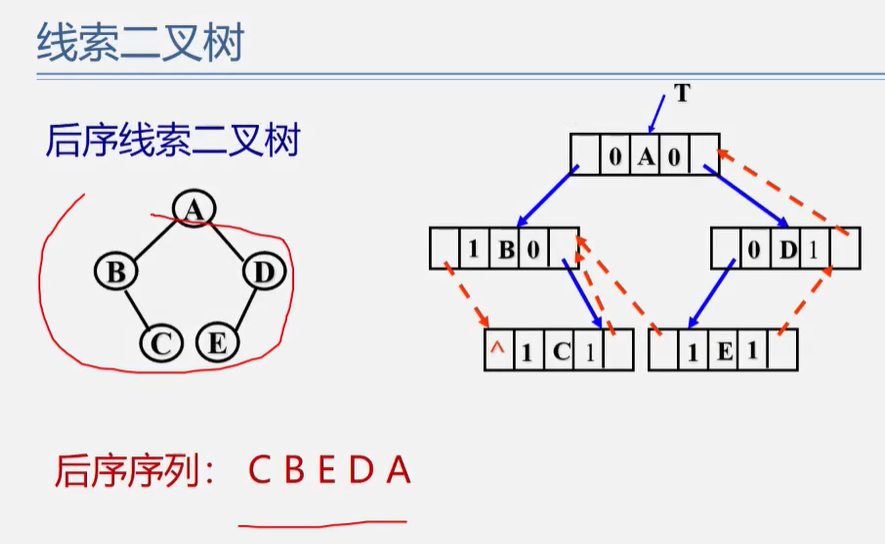 线索二叉树
后序线索二叉树
T
0 A 0
A
B D
1 B 0
0 D 1
C E
^ 1 C 1
1 E 1
后序序列： C B E D A